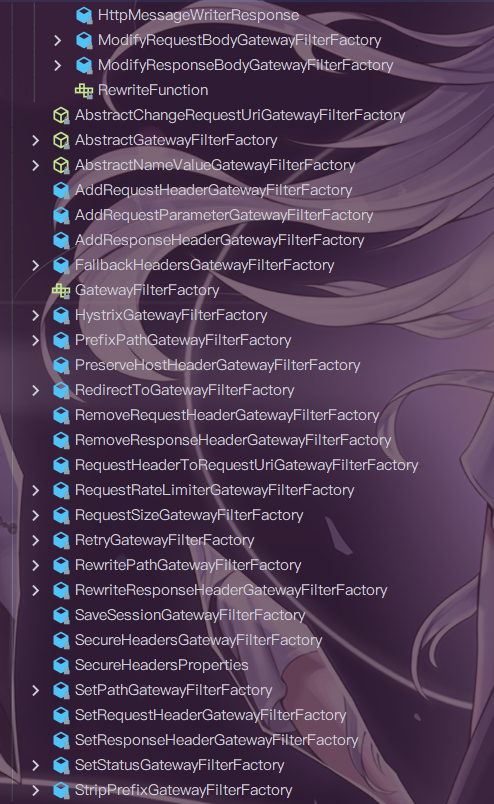 HttpMessageWriterResponse
ModifyRequestBodyGatewayFilterFactory
ModifyResponseBodyGatewayFilterFactory
RewriteFunction
AbstractChangeRequestUriGatewayFilterFactory
AbstractGatewayFilterFactory
AbstractNameValueGatewayFilterFactory
AddRequestHeaderGatewayFilterFactory
AddRequestParameterGatewayFilterFactory
AddResponseHeaderGatewayFilterFactory
FallbackHeadersGatewayFilterFactory
GatewayFilterFactory
HystrixGatewayFilterFactory
PrefixPathGatewayFilterFactory
PreserveHostHeaderGatewayFilterFactory
RedirectToGatewayFilterFactory
RemoveRequestHeaderGatewayFilterFactory
RemoveResponseHeaderGatewayFilterFactory
RequestHeaderToRequestUriGatewayFilterFactory
RequestRateLimiterGatewayFilterFactory
RequestSizeGatewayFilterFactory
RetryGatewayFilterFactory
RewritePathGatewayFilterFactory
RewriteResponseHeaderGatewayFilterFactory
SaveSessionGatewayFilterFactory
SecureHeadersGatewayFilterFactory
SecureHeadersProperties
SetPathGatewayFilterFactory
SetRequestHeaderGatewayFilterFactory
SetResponseHeaderGatewayFilterFactory
SetStatusGatewayFilterFactory
StripPrefixGatewayFilterFactory